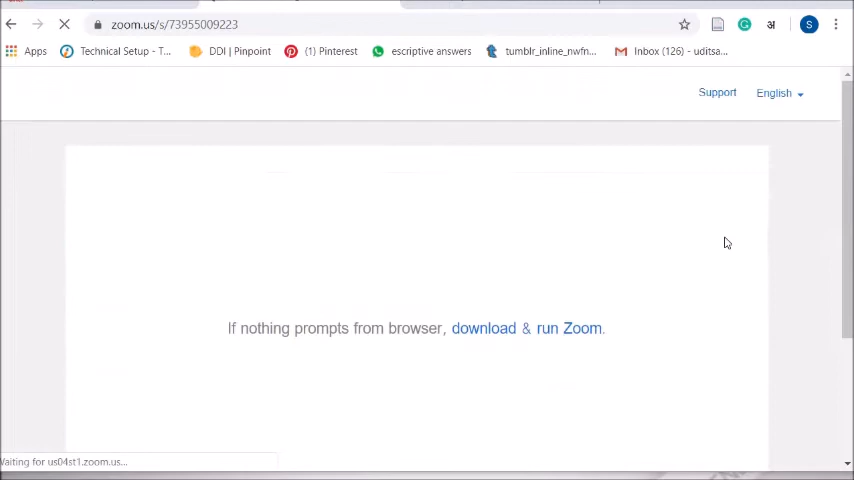 zoom.us/s/73955009223
Apps Technical Setup - T... DDI | Pinpoint (1) Pinterest escriptive answers tumblr_inline_nwfn... Inbox (126) - uditsa...
Support English
If nothing prompts from browser, download & run Zoom.
Waiting for us04st1.zoom.us...